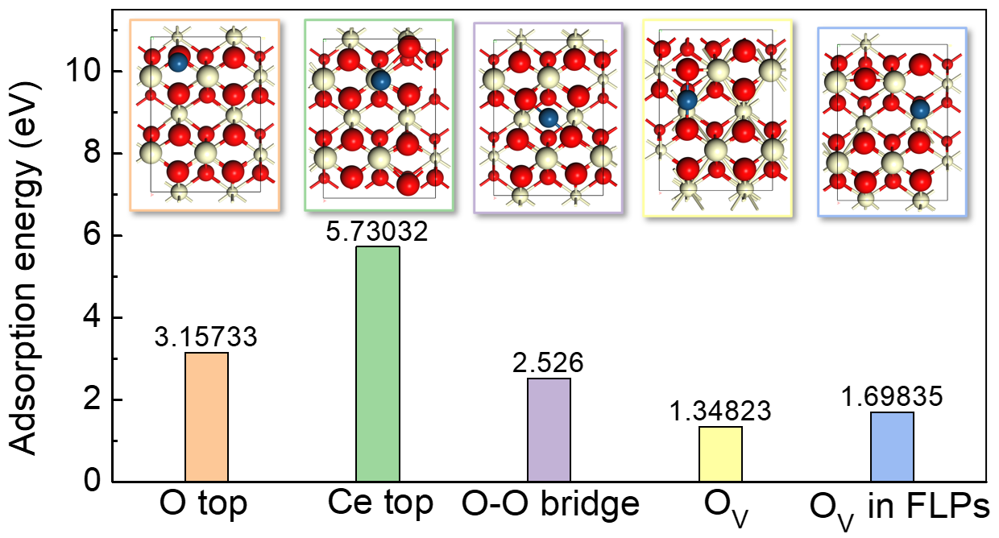 Adsorption energy (eV)
10
8
6
4
2
0
5.73032
3.15733
2.526
1.34823
1.69835
O top
Ce top
O-O bridge
OV
OV in FLPs